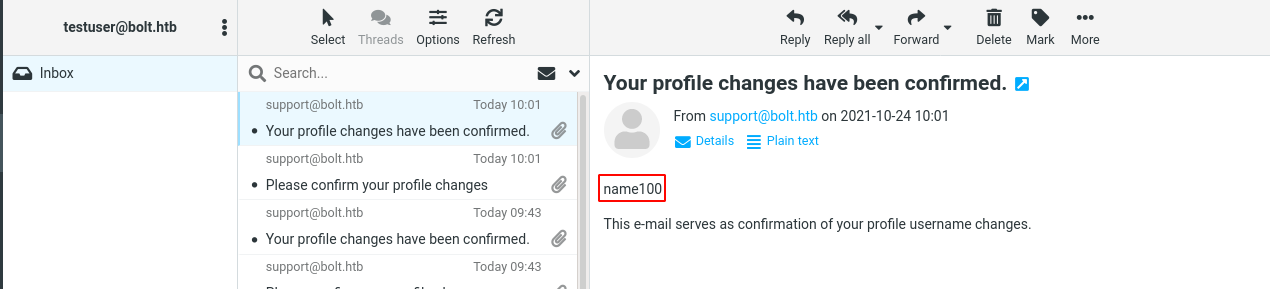 testuser@bolt.htb
Select Threads Options Refresh
Reply Reply all Forward Delete Mark More
Inbox
Search...
support@bolt.htb Today 10:01
Your profile changes have been confirmed.
support@bolt.htb Today 10:01
Please confirm your profile changes
support@bolt.htb Today 09:43
Your profile changes have been confirmed.
support@bolt.htb Today 09:43
Your profile changes have been confirmed.
From support@bolt.htb on 2021-10-24 10:01
Details Plain text
name100
This e-mail serves as confirmation of your profile username changes.